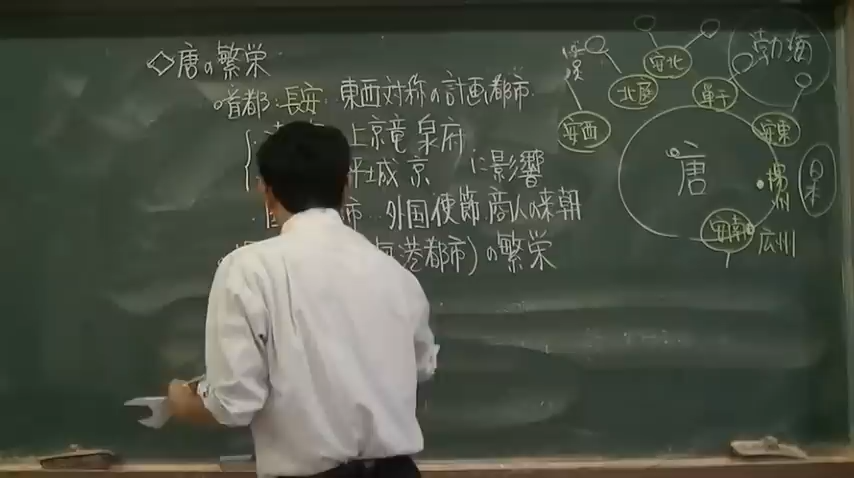 ◇唐の繁栄
首都:長安 東西対称の計画都市
上京竜泉府
平城京 に影響
外国使節、商人の来朝
海港都市)の繁栄
安北
勃海
北庭
単于
安西
安東
唐
揚州
日本
安南
広州